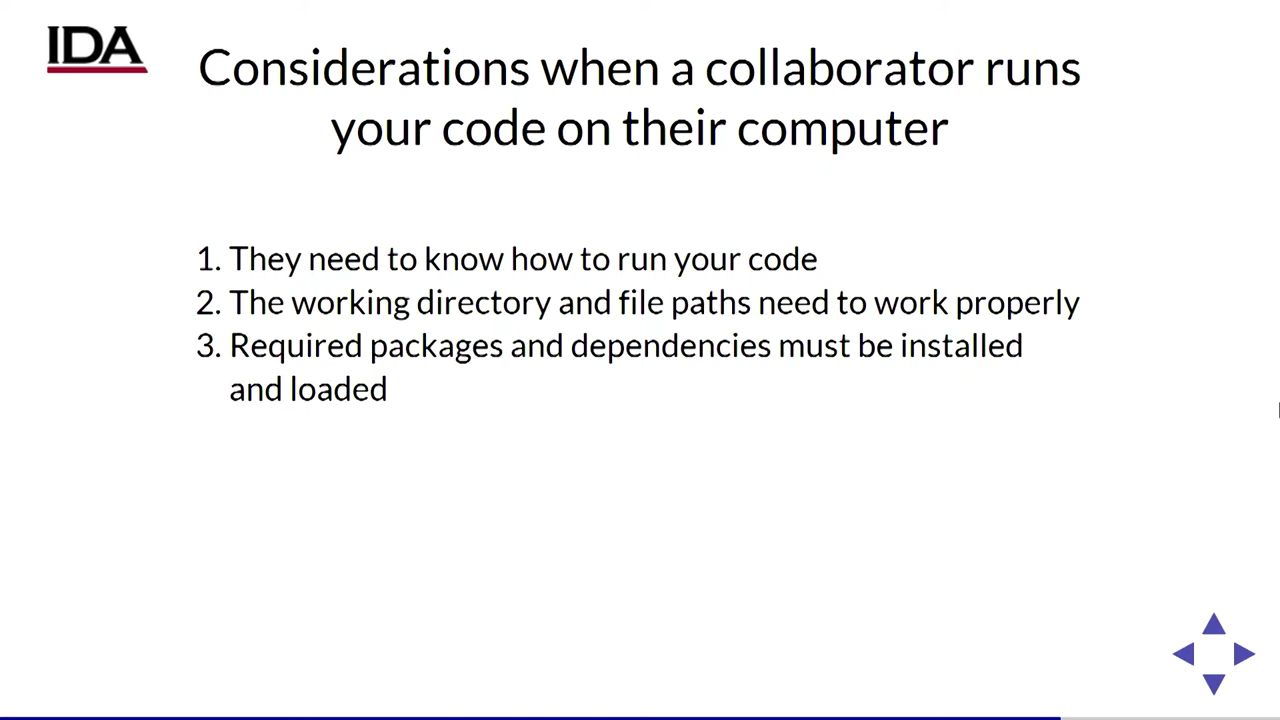 IDA
Considerations when a collaborator runs
your code on their computer
1. They need to know how to run your code
2. The working directory and file paths need to work properly
3. Required packages and dependencies must be installed
and loaded